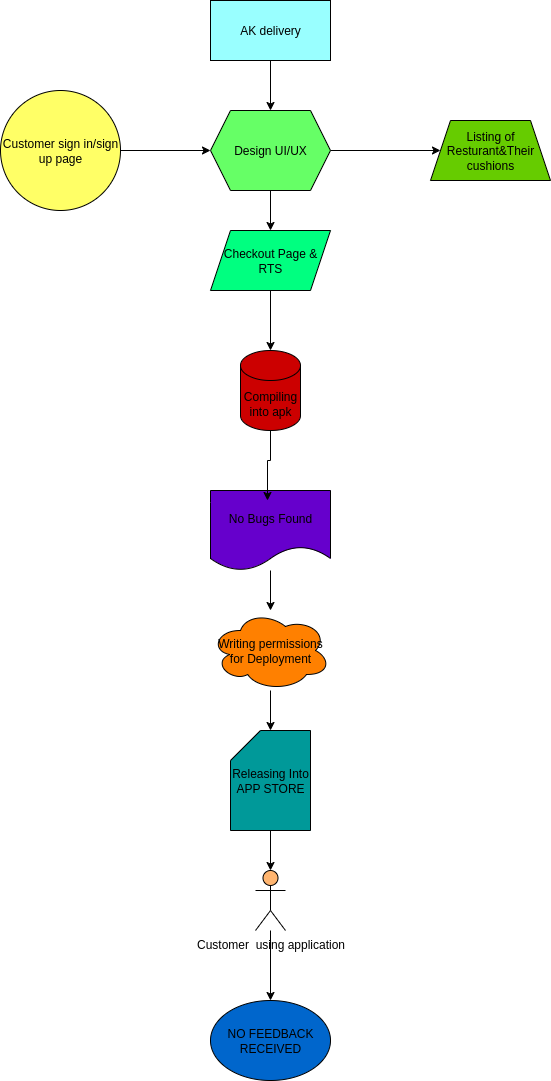 AK delivery
Customer sign in/sign
up page
Design UI/UX
Listing of
Resturant&Their
cushions
Checkout Page &
RTS
Compiling
into apk
No Bugs Found
Writing permissions
for Deployment
Releasing Into
APP STORE
Customer  using application
NO FEEDBACK
RECEIVED